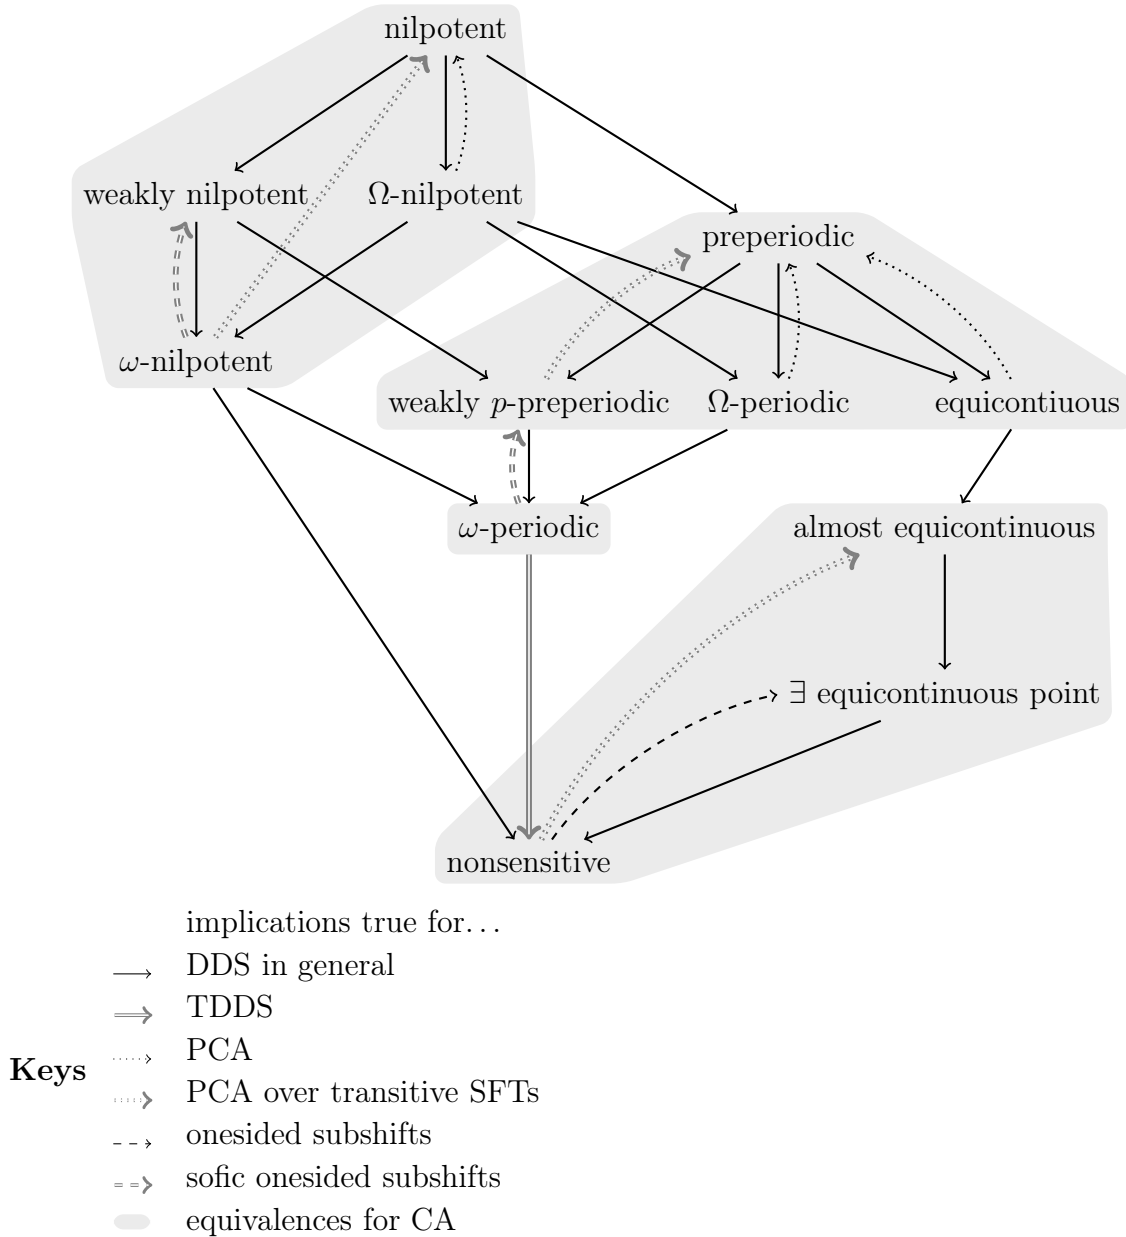 nilpotent
weakly nilpotent
Ω-nilpotent
preperiodic
ω-nilpotent
weakly p-preperiodic
Ω-periodic
equicontiuous
ω-periodic
almost equicontinuous
∃ equicontinuous point
nonsensitive
implications true for…
DDS in general
TDDS
PCA
Keys
PCA over transitive SFTs
onesided subshifts
sofic onesided subshifts
equivalences for CA